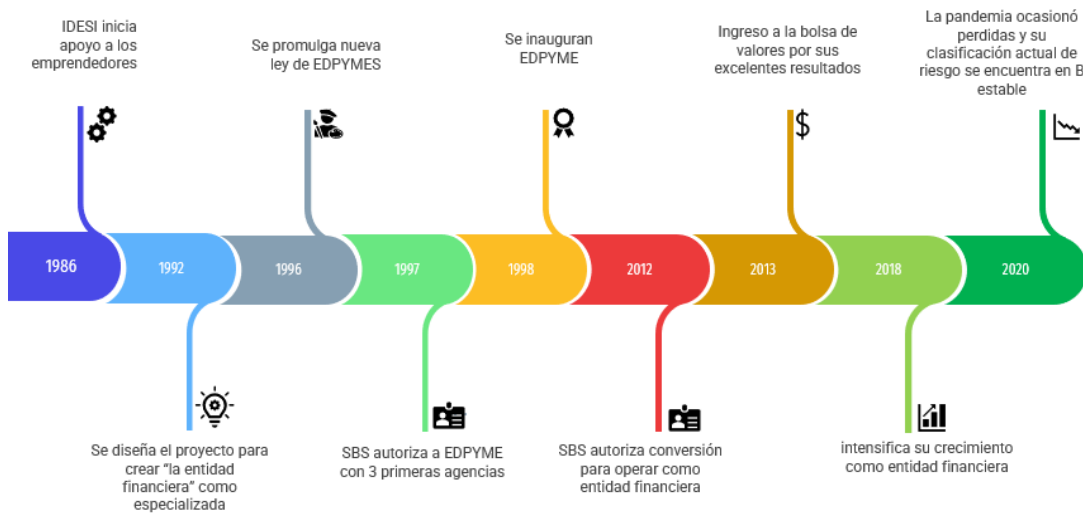 IDESI inicia
apoyo a los
emprendedores
Se promulga nueva
ley de EDPYMES
Se inauguran
EDPYME
Ingreso a la bolsa de
valores por sus
excelentes resultados
La pandemia ocasionó
perdidas y su
clasificación actual de
riesgo se encuentra en B
estable
$
1986
1992
1996
1997
1998
2012
2013
2018
2020
Se diseña el proyecto para
crear “la entidad
financiera” como
especializada
SBS autoriza a EDPYME
con 3 primeras agencias
SBS autoriza conversión
para operar como
entidad financiera
intensifica su crecimiento
como entidad financiera